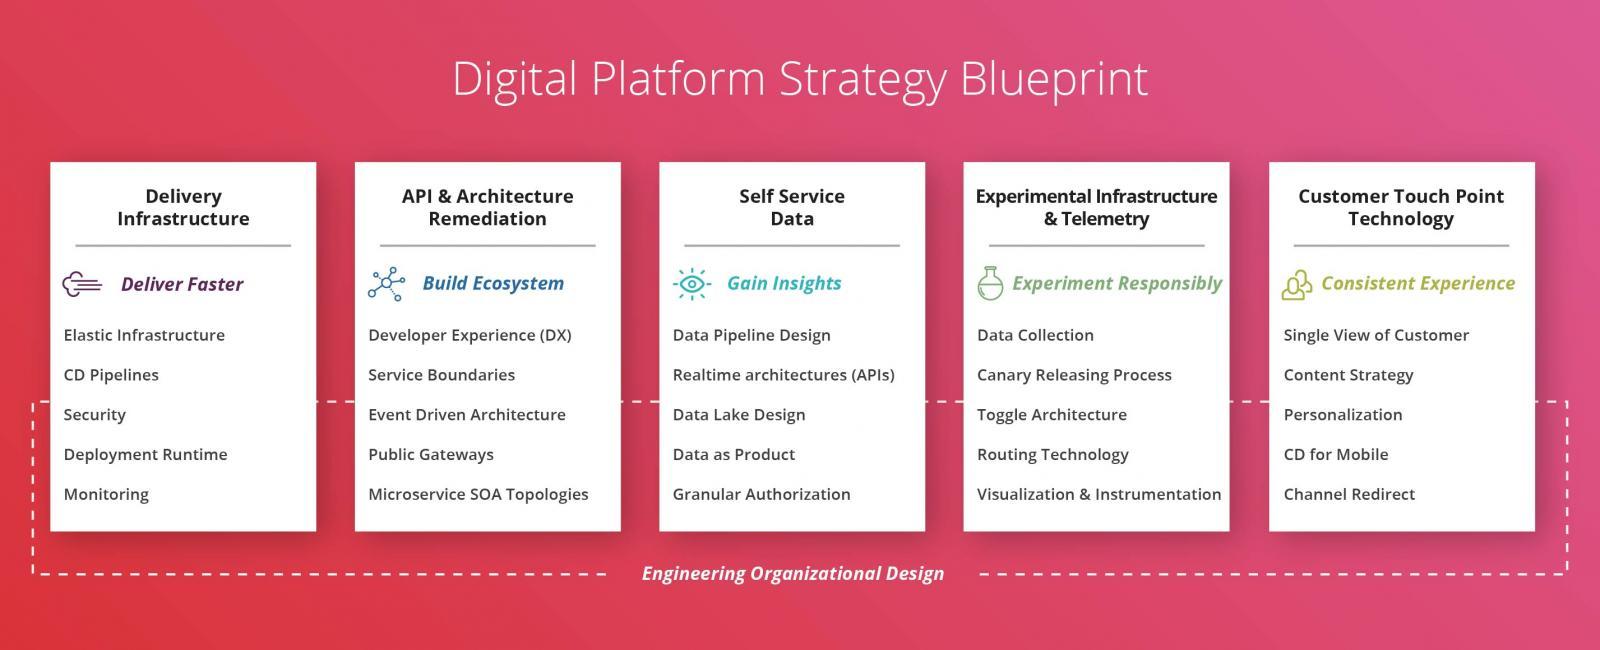 Digital Platform Strategy Blueprint
Delivery
Infrastructure
Deliver Faster
Elastic Infrastructure
CD Pipelines
Security
Deployment Runtime
Monitoring
API & Architecture
Remediation
Build Ecosystem
Developer Experience (DX)
Service Boundaries
Event Driven Architecture
Public Gateways
Microservice SOA Topologies
Self Service
Data
Gain Insights
Data Pipeline Design
Realtime architectures (APIs)
Data Lake Design
Data as Product
Granular Authorization
Experimental Infrastructure
& Telemetry
Experiment Responsibly
Data Collection
Canary Releasing Process
Toggle Architecture
Routing Technology
Visualization & Instrumentation
Customer Touch Point
Technology
Consistent Experience
Single View of Customer
Content Strategy
Personalization
CD for Mobile
Channel Redirect
Engineering Organizational Design